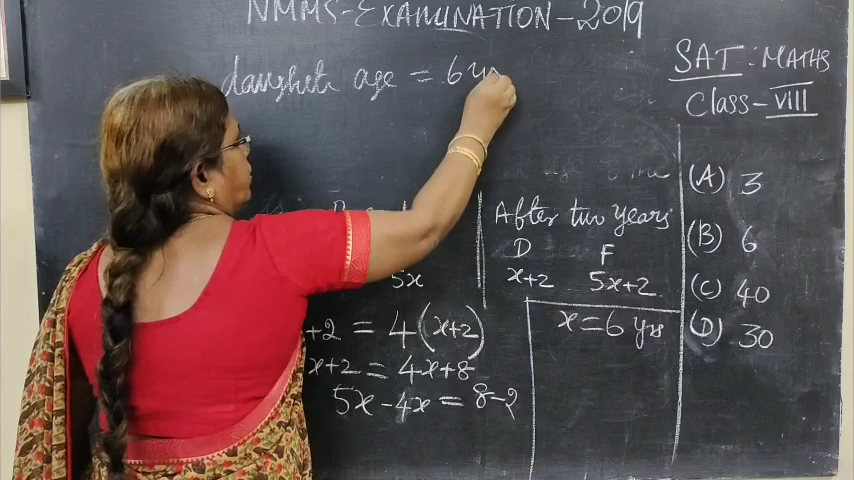 NMMS-EXAMINATION-2019
SAT: MATHS
Class-VIII
daughter age = 6 yr
After two years
D F
x+2 5x+2
5x
+2 = 4(x+2)
x+2 = 4x+8
5x-4x = 8-2
x=6 yrs
(A) 3
(B) 6
(C) 40
(D) 30